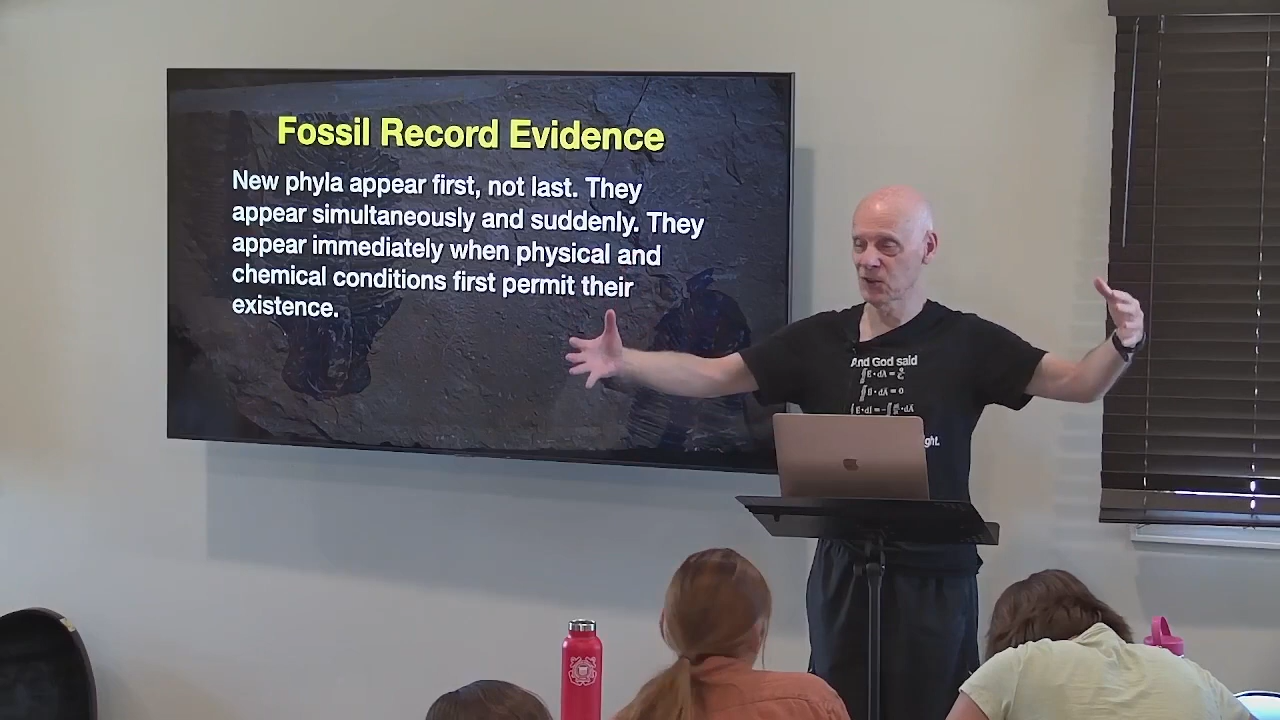 Fossil Record Evidence
New phyla appear first, not last. They
appear simultaneously and suddenly. They
appear immediately when physical and
chemical conditions first permit their
existence.
And God said